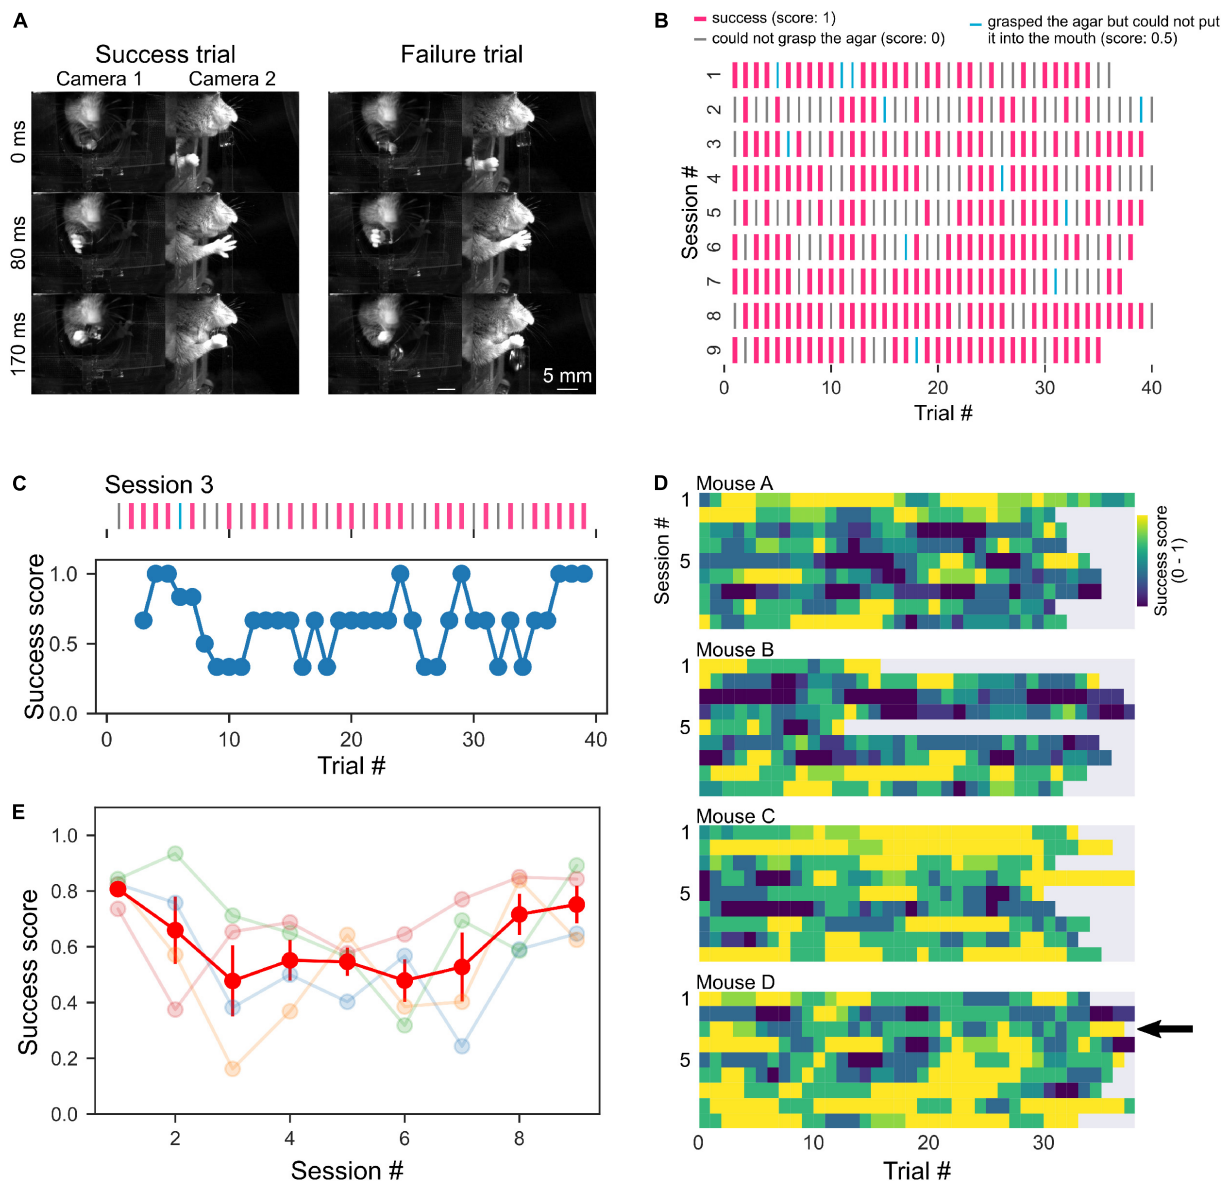 A
Success trial
Failure trial
Camera 1
Camera 2
0 ms
80 ms
170 ms
5 mm
B
success (score: 1)
could not grasp the agar (score: 0)
grasped the agar but could not put
it into the mouth (score: 0.5)
Session #
1
2
3
4
5
6
7
8
9
0
10
20
30
40
Trial #
C
Session 3
Success score
1.0
0.5
0.0
0
10
20
30
40
Trial #
D
Mouse A
Session #
1
5
Success score
(0 - 1)
Mouse B
1
5
Mouse C
1
5
Mouse D
1
5
0
10
20
30
Trial #
E
Success score
1.0
0.8
0.6
0.4
0.2
0.0
2
4
6
8
Session #